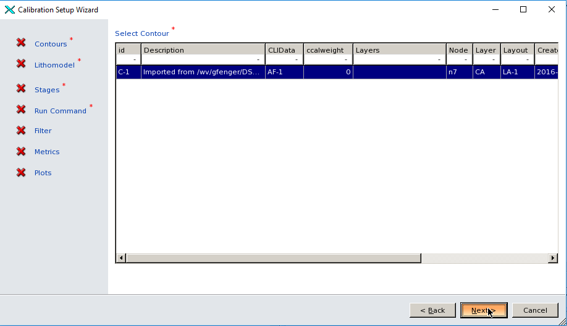 Calibration Setup Wizard
Contours *
Lithomodel *
Stages *
Run Command *
Filter
Metrics
Plots
Select Contour *
id Description CLIData ccalweight Layers Node Layer Layout Create
C-1 Imported from /wv/gfenger/DS... AF-1 0 n7 CA LA-1 2016-
< Back Next > Cancel